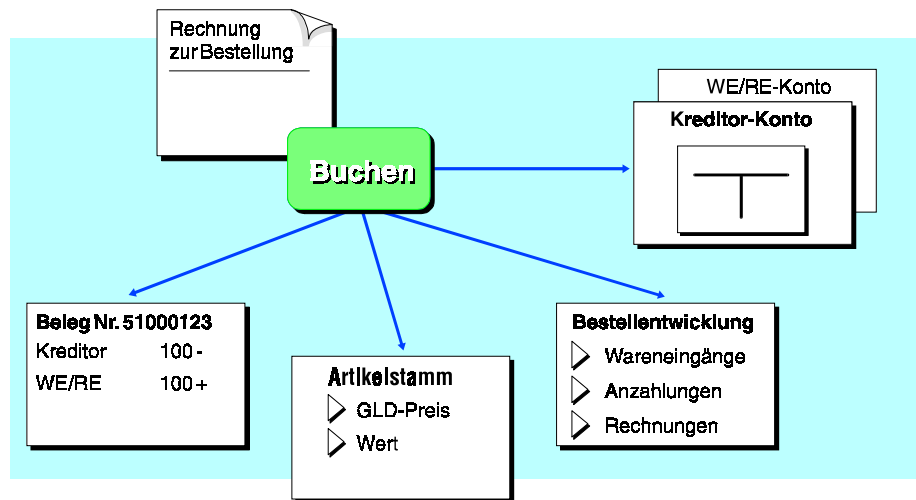 Rechnung
zur Bestellung
WE/RE-Konto
Kreditor-Konto
Buchen
Beleg Nr. 51000123
Kreditor 100 -
WE/RE 100 +
Artikelstamm
GLD-Preis
Wert
Bestellentwicklung
Wareneingänge
Anzahlungen
Rechnungen